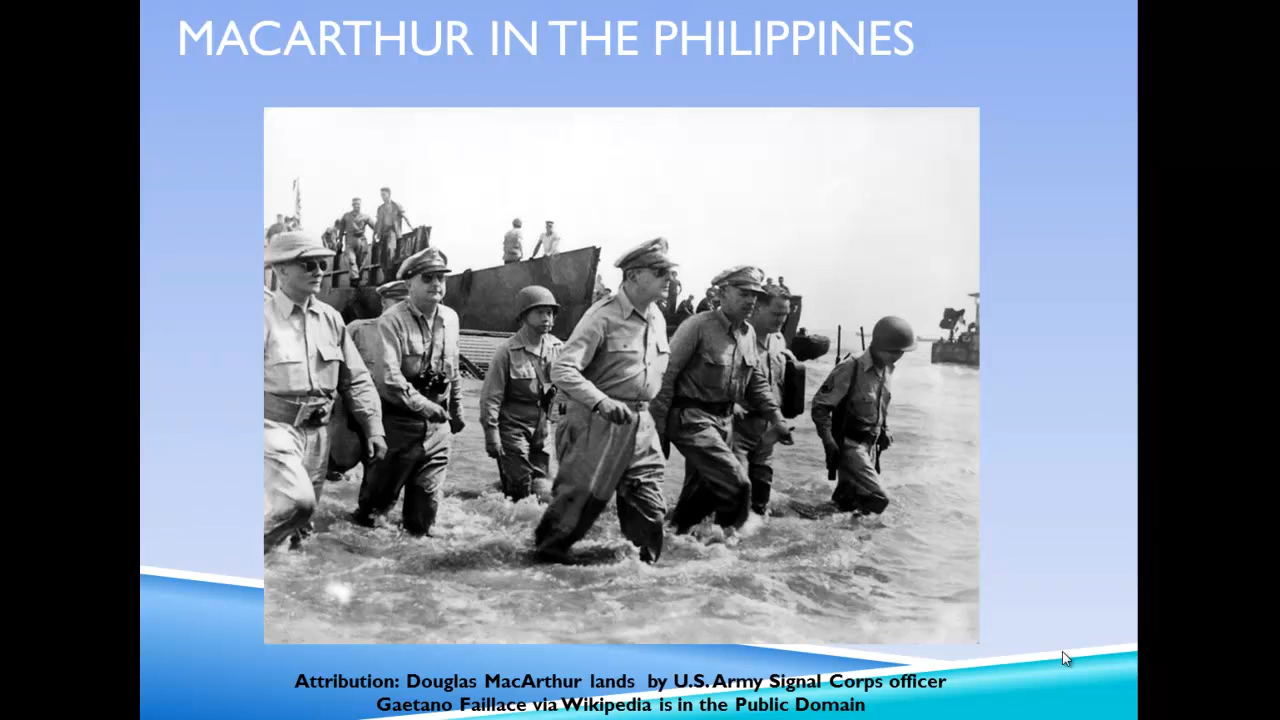 MACARTHUR IN THE PHILIPPINES
Attribution: Douglas MacArthur lands by U.S. Army Signal Corps officer
Gaetano Faillace via Wikipedia is in the Public Domain